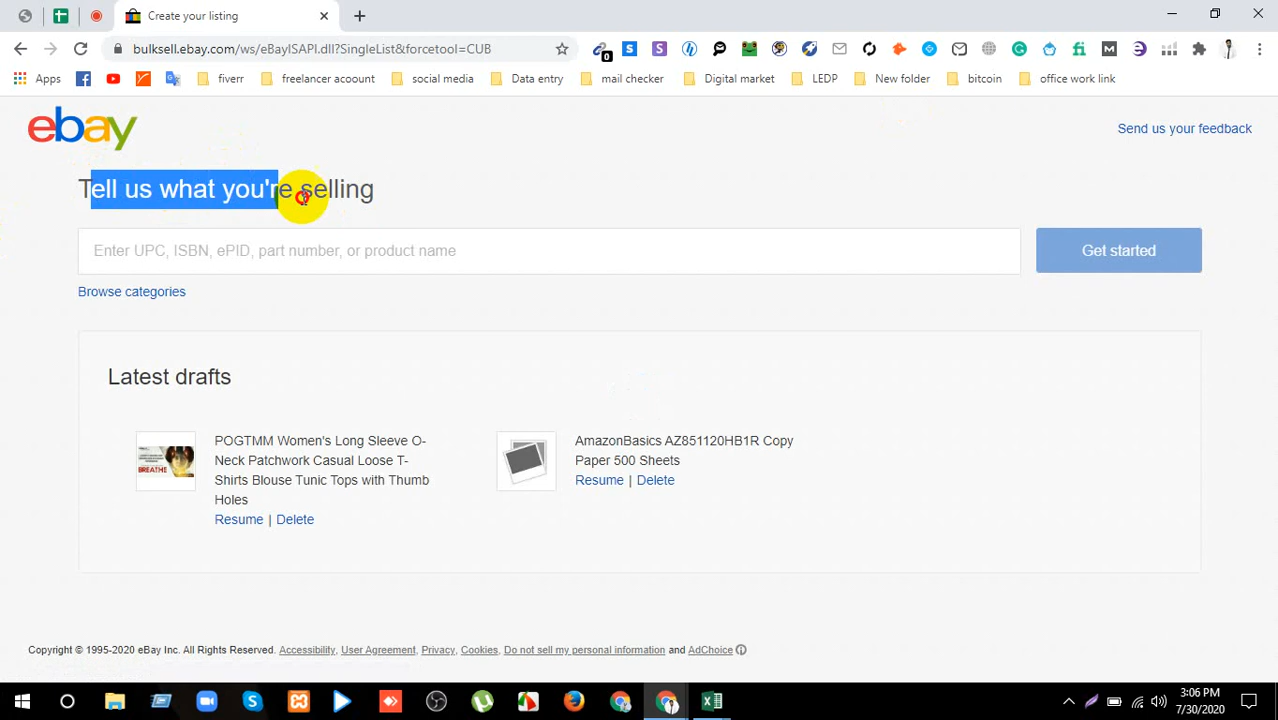 Create your listing
bulksell.ebay.com/ws/eBayISAPI.dll?SingleList&forcetool=CUB
0
Apps
fiverr
freelancer acoount
social media
Data entry
mail checker
Digital market
LEDP
New folder
bitcoin
office work link
ebay
Send us your feedback
Tell us what you're selling
Enter UPC, ISBN, ePID, part number, or product name
Get started
Browse categories
Latest drafts
POGTMM Women's Long Sleeve O-
Neck Patchwork Casual Loose T-
Shirts Blouse Tunic Tops with Thumb
Holes
Resume | Delete
AmazonBasics AZ851120HB1R Copy
Paper 500 Sheets
Resume | Delete
BREATHE
Copyright © 1995-2020 eBay Inc. All Rights Reserved. Accessibility, User Agreement, Privacy, Cookies, Do not sell my personal information and AdChoice
3:06 PM
7/30/2020